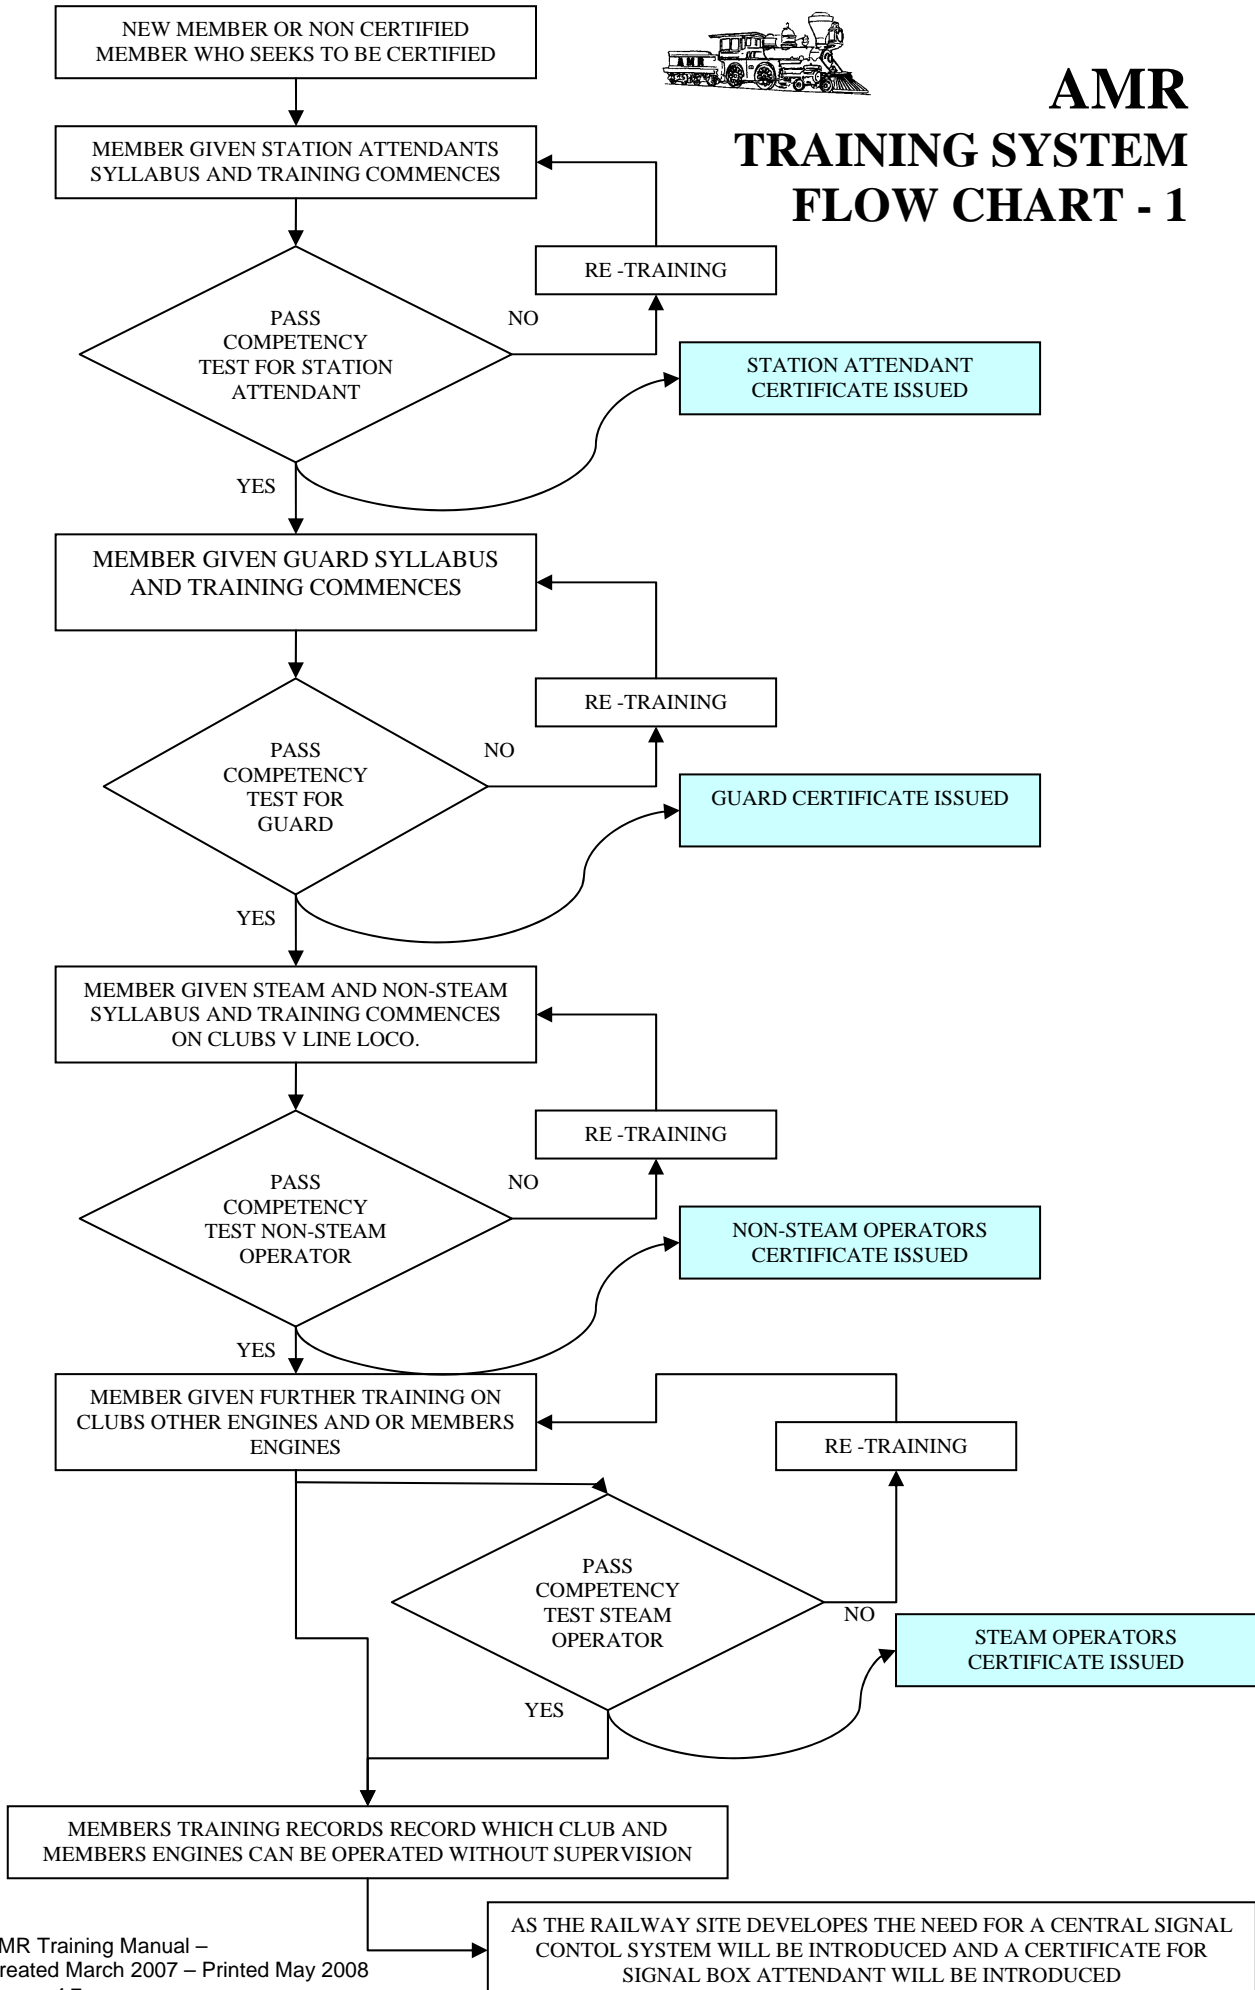 NEW MEMBER OR NON CERTIFIED
MEMBER WHO SEEKS TO BE CERTIFIED
AMR
AMR
TRAINING SYSTEM
FLOW CHART - 1
MEMBER GIVEN STATION ATTENDANTS
SYLLABUS AND TRAINING COMMENCES
RE -TRAINING
PASS
COMPETENCY
TEST FOR STATION
ATTENDANT
NO
STATION ATTENDANT
CERTIFICATE ISSUED
YES
MEMBER GIVEN GUARD SYLLABUS
AND TRAINING COMMENCES
RE -TRAINING
PASS
COMPETENCY
TEST FOR
GUARD
NO
GUARD CERTIFICATE ISSUED
YES
MEMBER GIVEN STEAM AND NON-STEAM
SYLLABUS AND TRAINING COMMENCES
ON CLUBS V LINE LOCO.
RE -TRAINING
PASS
COMPETENCY
TEST NON-STEAM
OPERATOR
NO
NON-STEAM OPERATORS
CERTIFICATE ISSUED
YES
MEMBER GIVEN FURTHER TRAINING ON
CLUBS OTHER ENGINES AND OR MEMBERS
ENGINES
RE -TRAINING
PASS
COMPETENCY
TEST STEAM
OPERATOR
NO
STEAM OPERATORS
CERTIFICATE ISSUED
YES
MEMBERS TRAINING RECORDS RECORD WHICH CLUB AND
MEMBERS ENGINES CAN BE OPERATED WITHOUT SUPERVISION
AS THE RAILWAY SITE DEVELOPES THE NEED FOR A CENTRAL SIGNAL
CONTOL SYSTEM WILL BE INTRODUCED AND A CERTIFICATE FOR
SIGNAL BOX ATTENDANT WILL BE INTRODUCED
MR Training Manual –
reated March 2007 – Printed May 2008